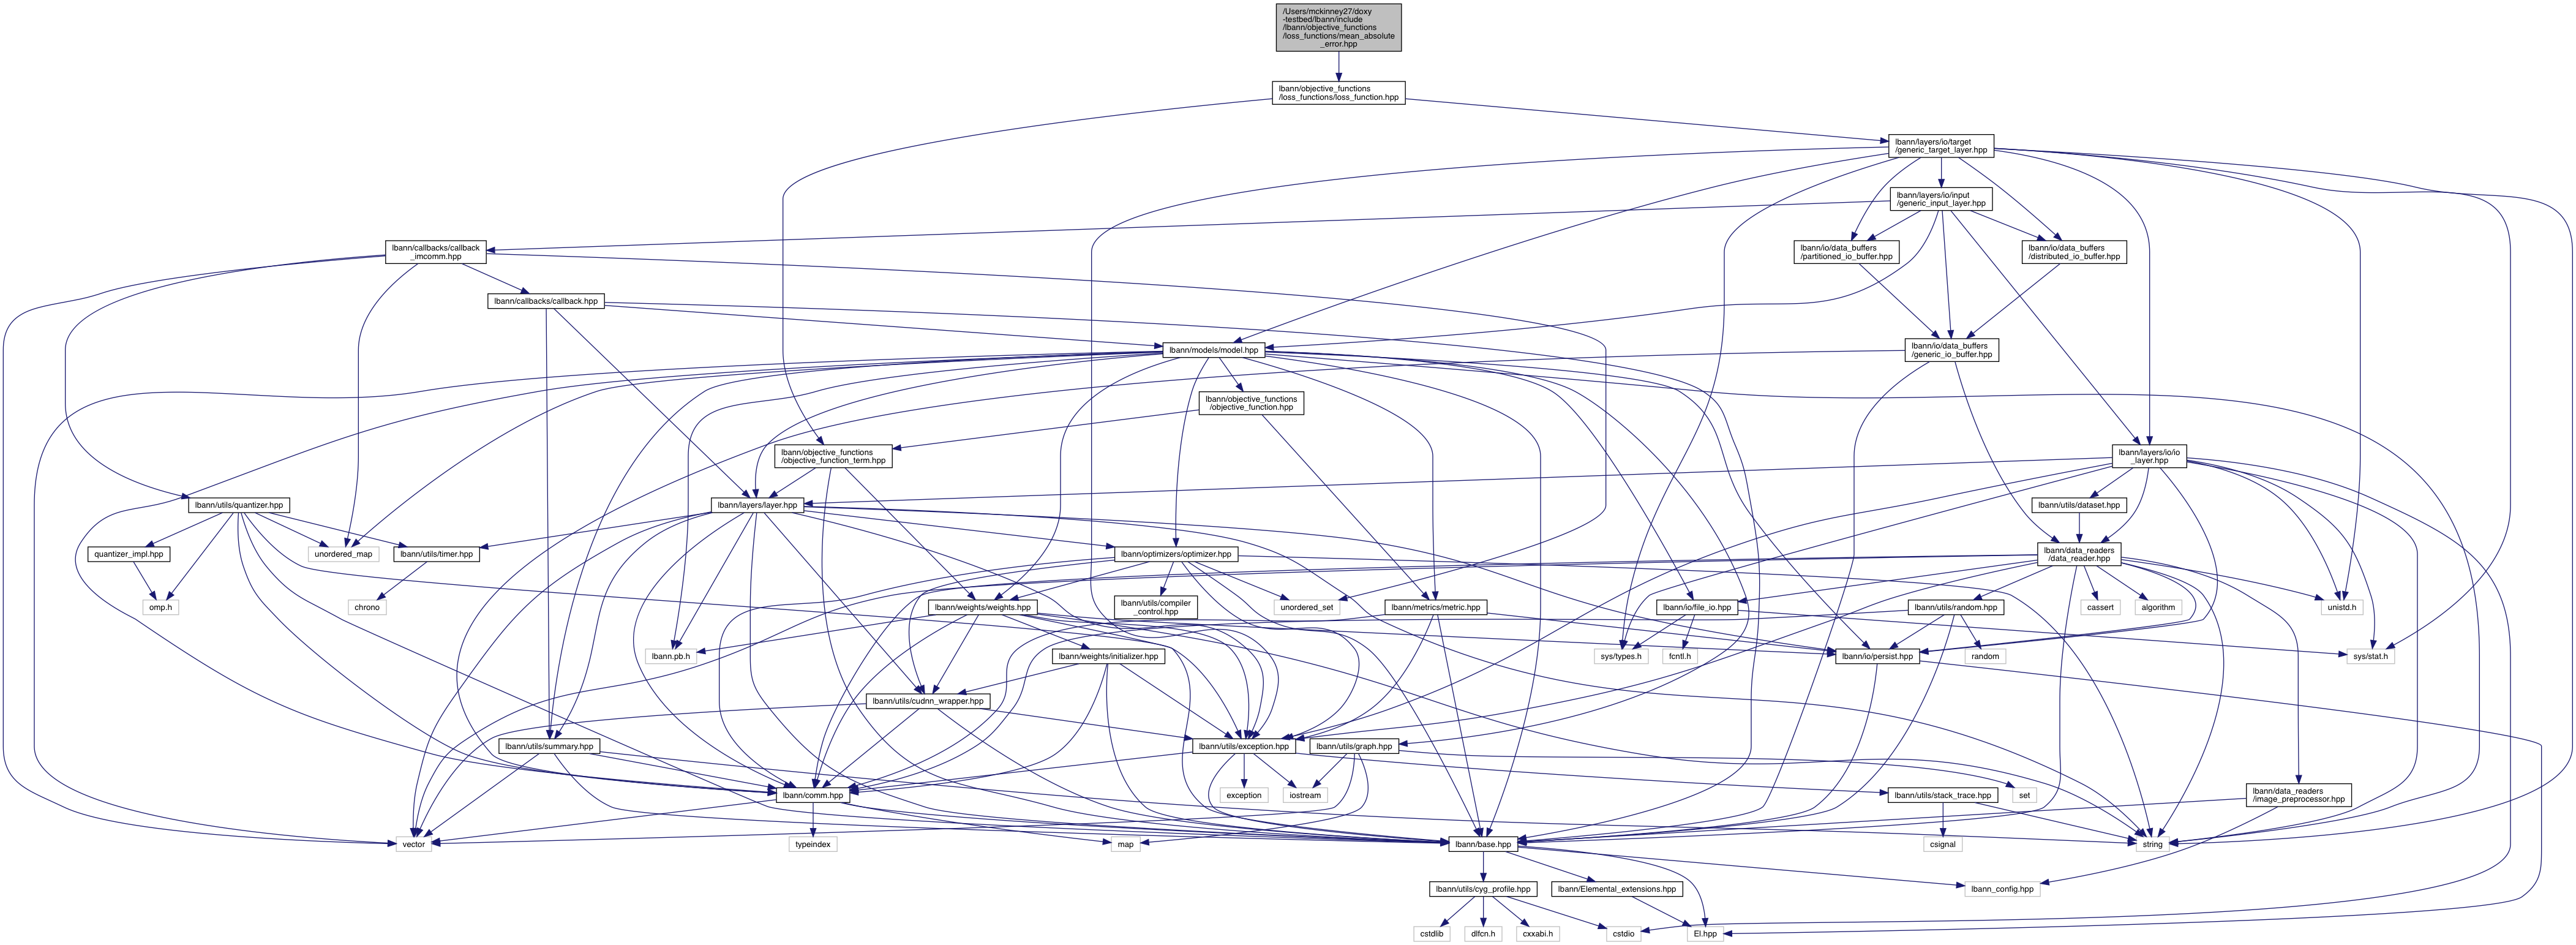 /Users/mckinney27/doxy
-testbed/lbann/include
/lbann/objective_functions
/loss_functions/mean_absolute
_error.hpp
lbann/objective_functions
/loss_functions/loss_function.hpp
lbann/layers/io/target
/generic_target_layer.hpp
lbann/layers/io/input
/generic_input_layer.hpp
lbann/callbacks/callback
_imcomm.hpp
lbann/io/data_buffers
/partitioned_io_buffer.hpp
lbann/io/data_buffers
/distributed_io_buffer.hpp
lbann/callbacks/callback.hpp
lbann/models/model.hpp
lbann/io/data_buffers
/generic_io_buffer.hpp
lbann/objective_functions
/objective_function.hpp
lbann/objective_functions
/objective_function_term.hpp
lbann/layers/io/io
_layer.hpp
lbann/utils/quantizer.hpp
lbann/layers/layer.hpp
lbann/utils/dataset.hpp
quantizer_impl.hpp
unordered_map
lbann/utils/timer.hpp
lbann/optimizers/optimizer.hpp
lbann/data_readers
/data_reader.hpp
omp.h
chrono
lbann/weights/weights.hpp
lbann/utils/compiler
_control.hpp
unordered_set
lbann/metrics/metric.hpp
lbann/io/file_io.hpp
lbann/utils/random.hpp
cassert
algorithm
unistd.h
lbann.pb.h
lbann/weights/initializer.hpp
sys/types.h
fcntl.h
lbann/io/persist.hpp
random
sys/stat.h
lbann/utils/cudnn_wrapper.hpp
lbann/utils/summary.hpp
lbann/utils/exception.hpp
lbann/utils/graph.hpp
lbann/comm.hpp
exception
iostream
lbann/utils/stack_trace.hpp
set
lbann/data_readers
/image_preprocessor.hpp
vector
typeindex
map
lbann/base.hpp
csignal
string
lbann/utils/cyg_profile.hpp
lbann/Elemental_extensions.hpp
lbann_config.hpp
cstdlib
dlfcn.h
cxxabi.h
cstdio
El.hpp